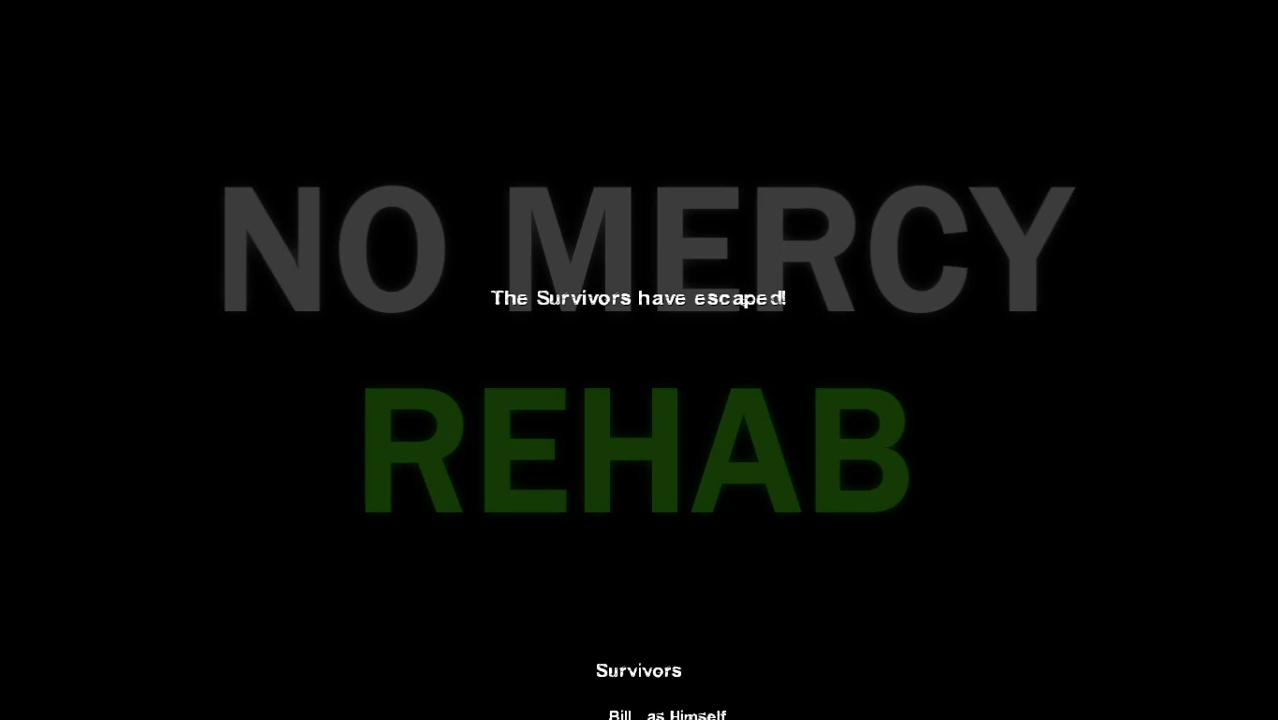 NO MERCY
The Survivors have escaped!
REHAB
Survivors
Bill as Himself